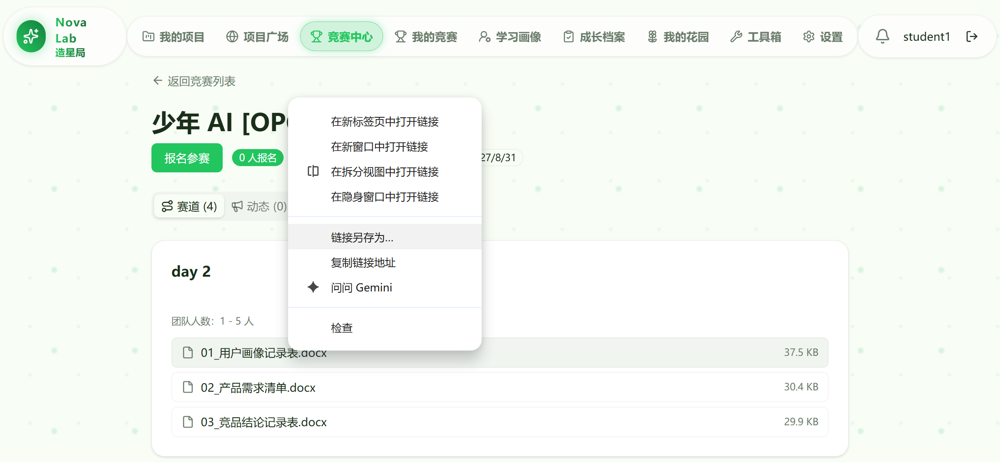 Nova
Lab
造星局
我的项目
项目广场
竞赛中心
我的竞赛
学习画像
成长档案
我的花园
工具箱
设置
student1
返回竞赛列表
少年 AI [OP
报名参赛
0 人报名
27/8/31
赛道 (4)
动态 (0)
在新标签页中打开链接
在新窗口中打开链接
在拆分视图中打开链接
在隐身窗口中打开链接
链接另存为...
复制链接地址
问问 Gemini
检查
day 2
团队人数：1 - 5 人
01_用户画像记录表.docx
37.5 KB
02_产品需求清单.docx
30.4 KB
03_竞品结论记录表.docx
29.9 KB